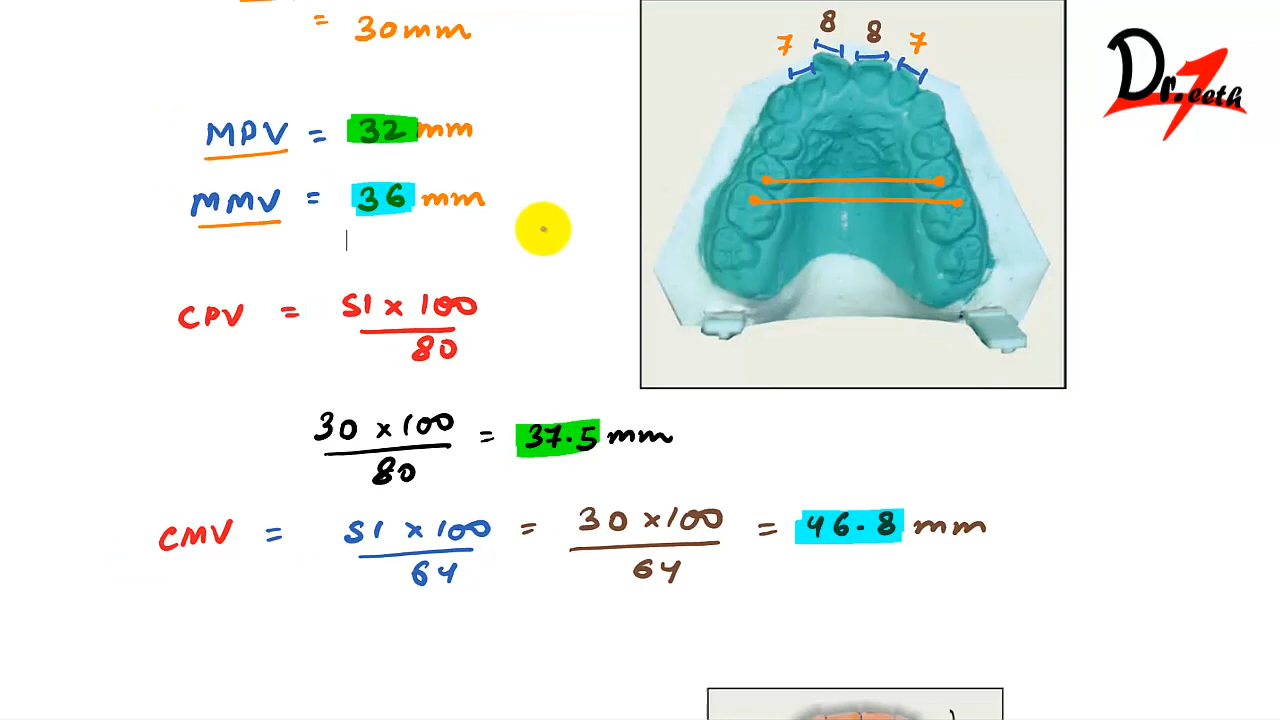 = 30mm
7 8 8 7
Dr.Teeth
MPV = 32 mm
MMV = 36 mm
CPV = SI x 100
80
30 x 100 = 37.5 mm
80
CMV = SI x 100 = 30 x 100 = 46.8 mm
64 64